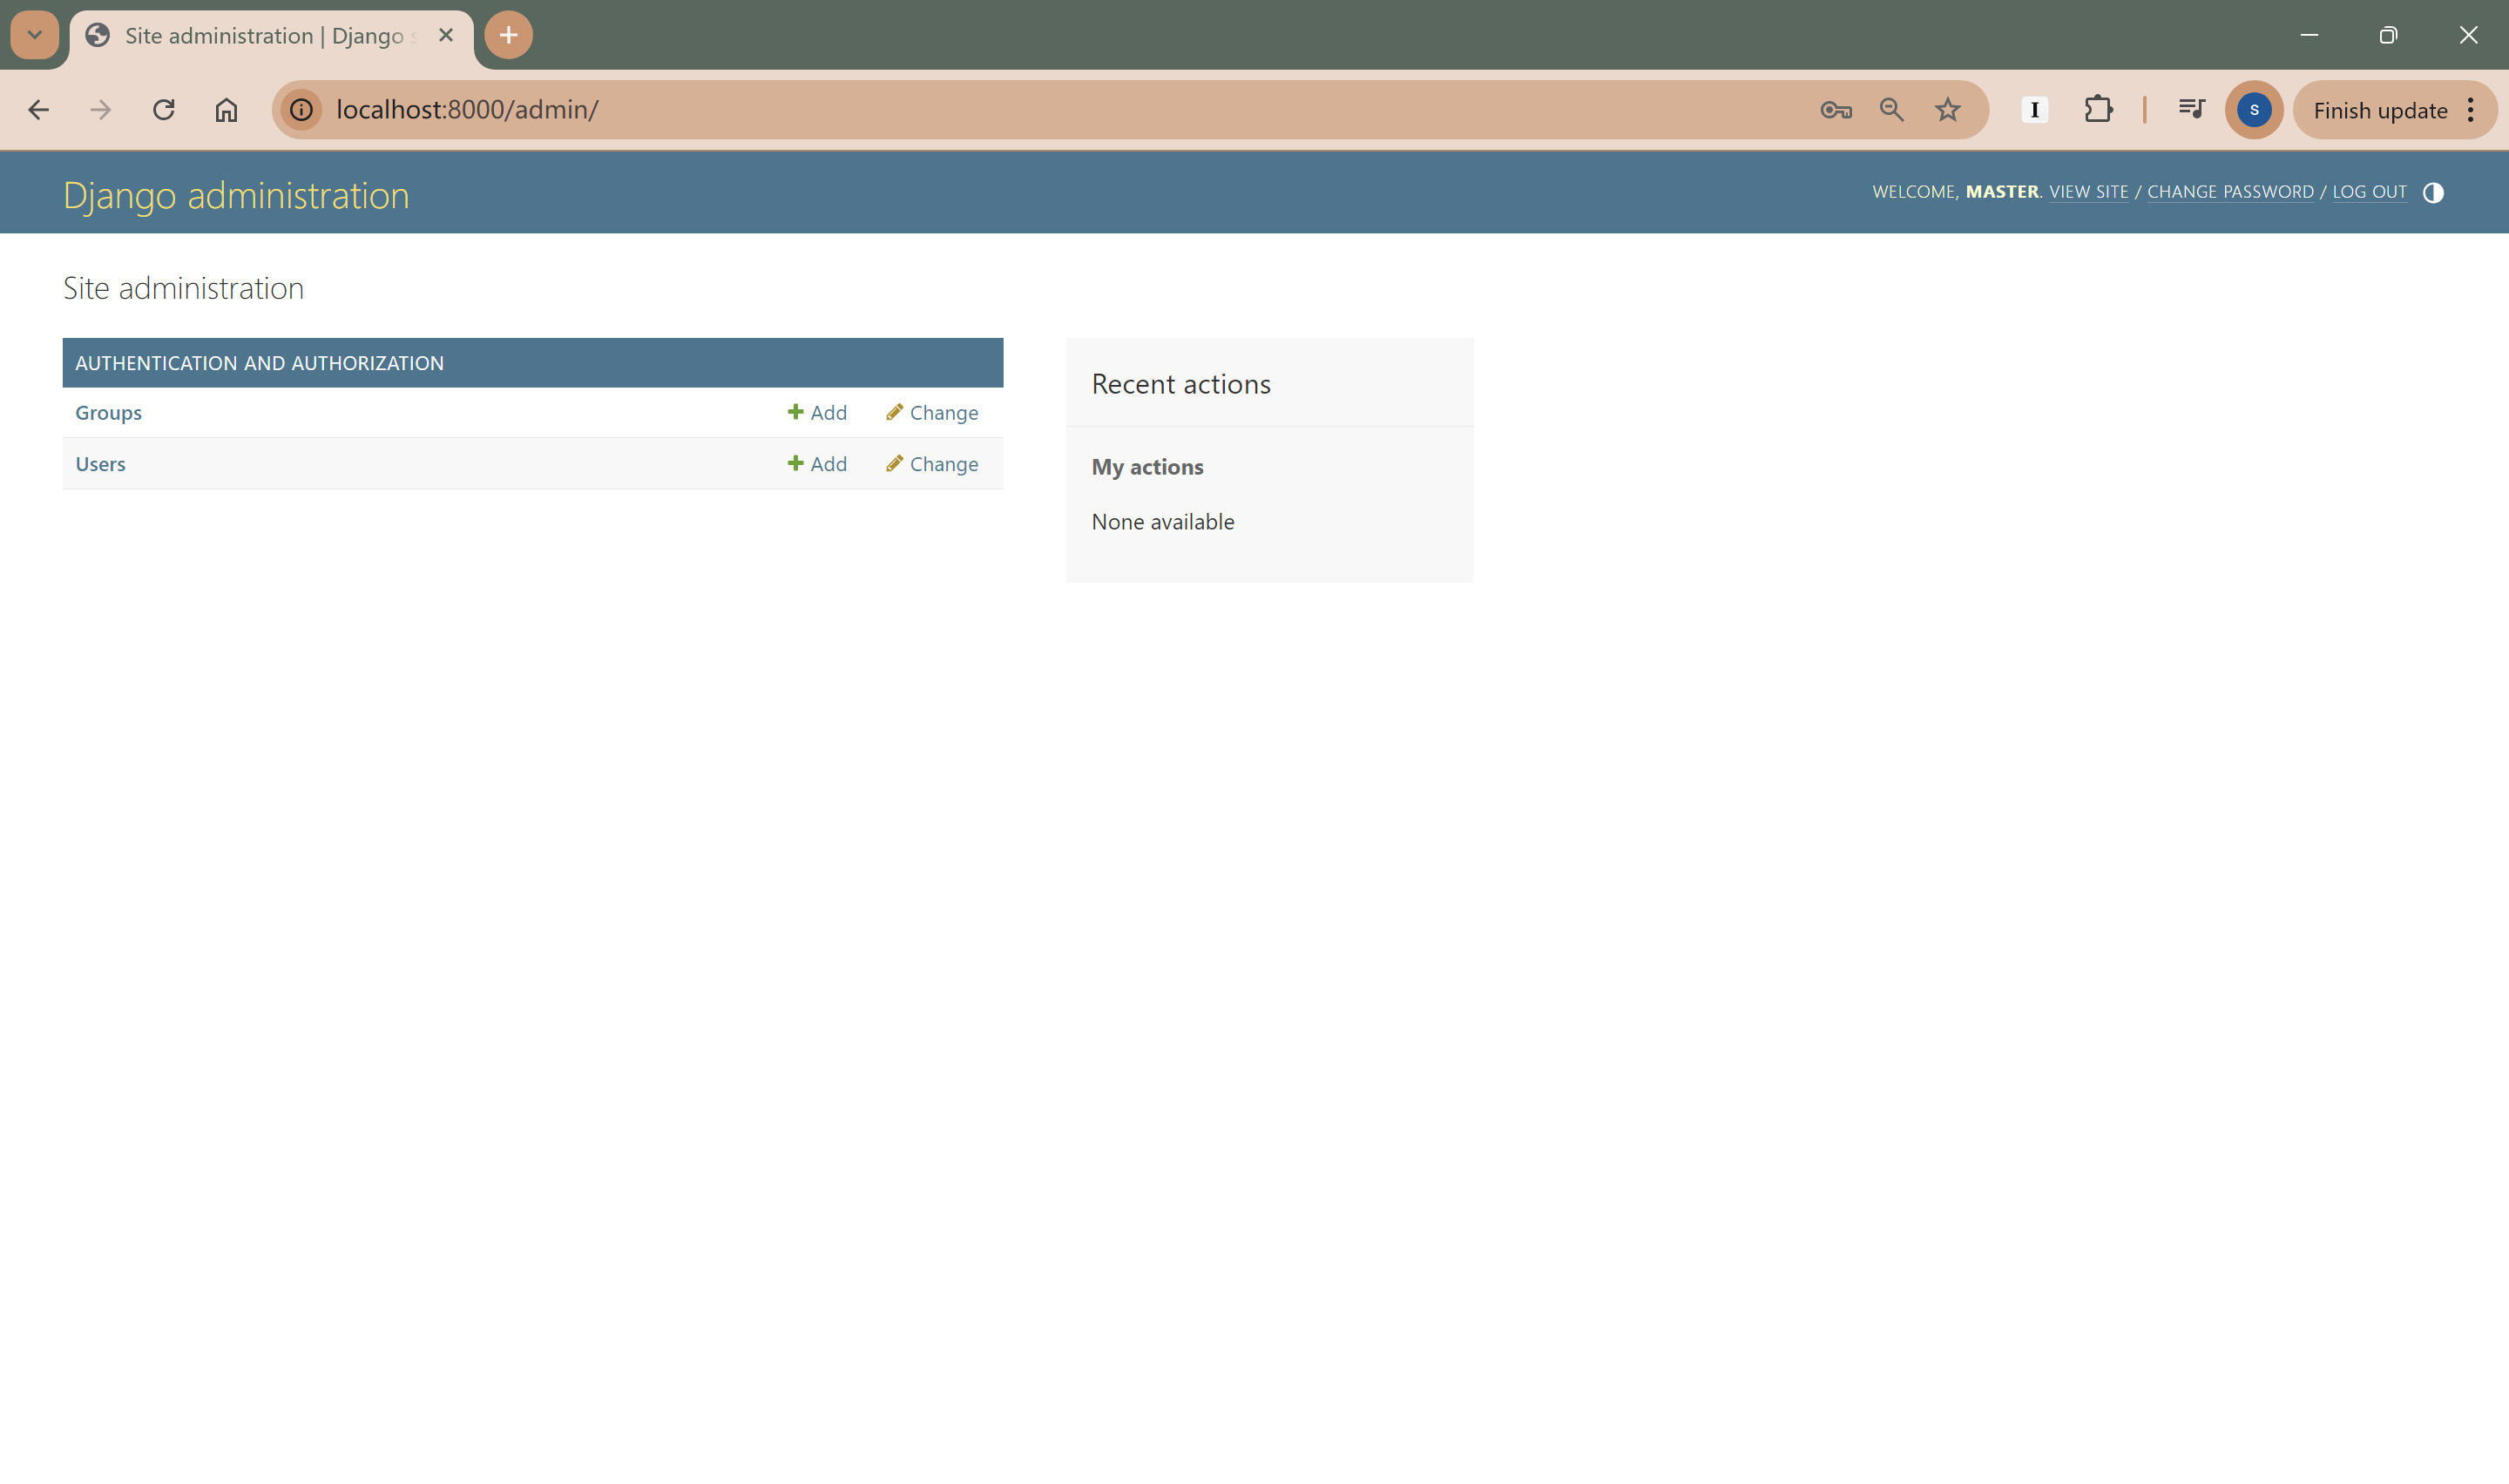 Site administration | Django s
localhost:8000/admin/
S
Finish update
Django administration
WELCOME, MASTER. VIEW SITE / CHANGE PASSWORD / LOG OUT
Site administration
AUTHENTICATION AND AUTHORIZATION
Groups Add Change
Users Add Change
Recent actions
My actions
None available